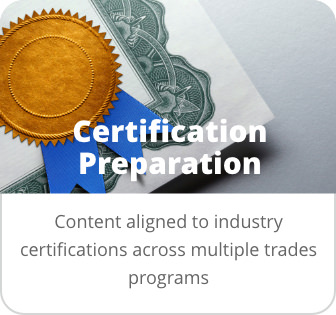 Certification
Preparation
Content aligned to industry
certifications across multiple trades
programs